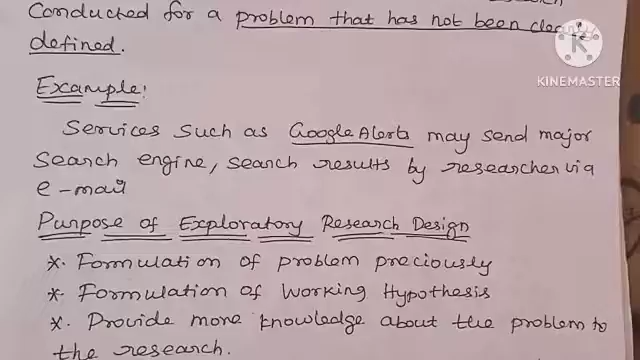 Research
Conducted for a problem that has not been clearly
defined.
KINEMASTER
Example:
Services such as Google Alerts may send major
search engine, search results by researcher via
e-mail
Purpose of Exploratory Research Design
*. Formulation of problem preciously
*. Formulation of Working Hypothesis
*. Provide more knowledge about the problem to
the research.